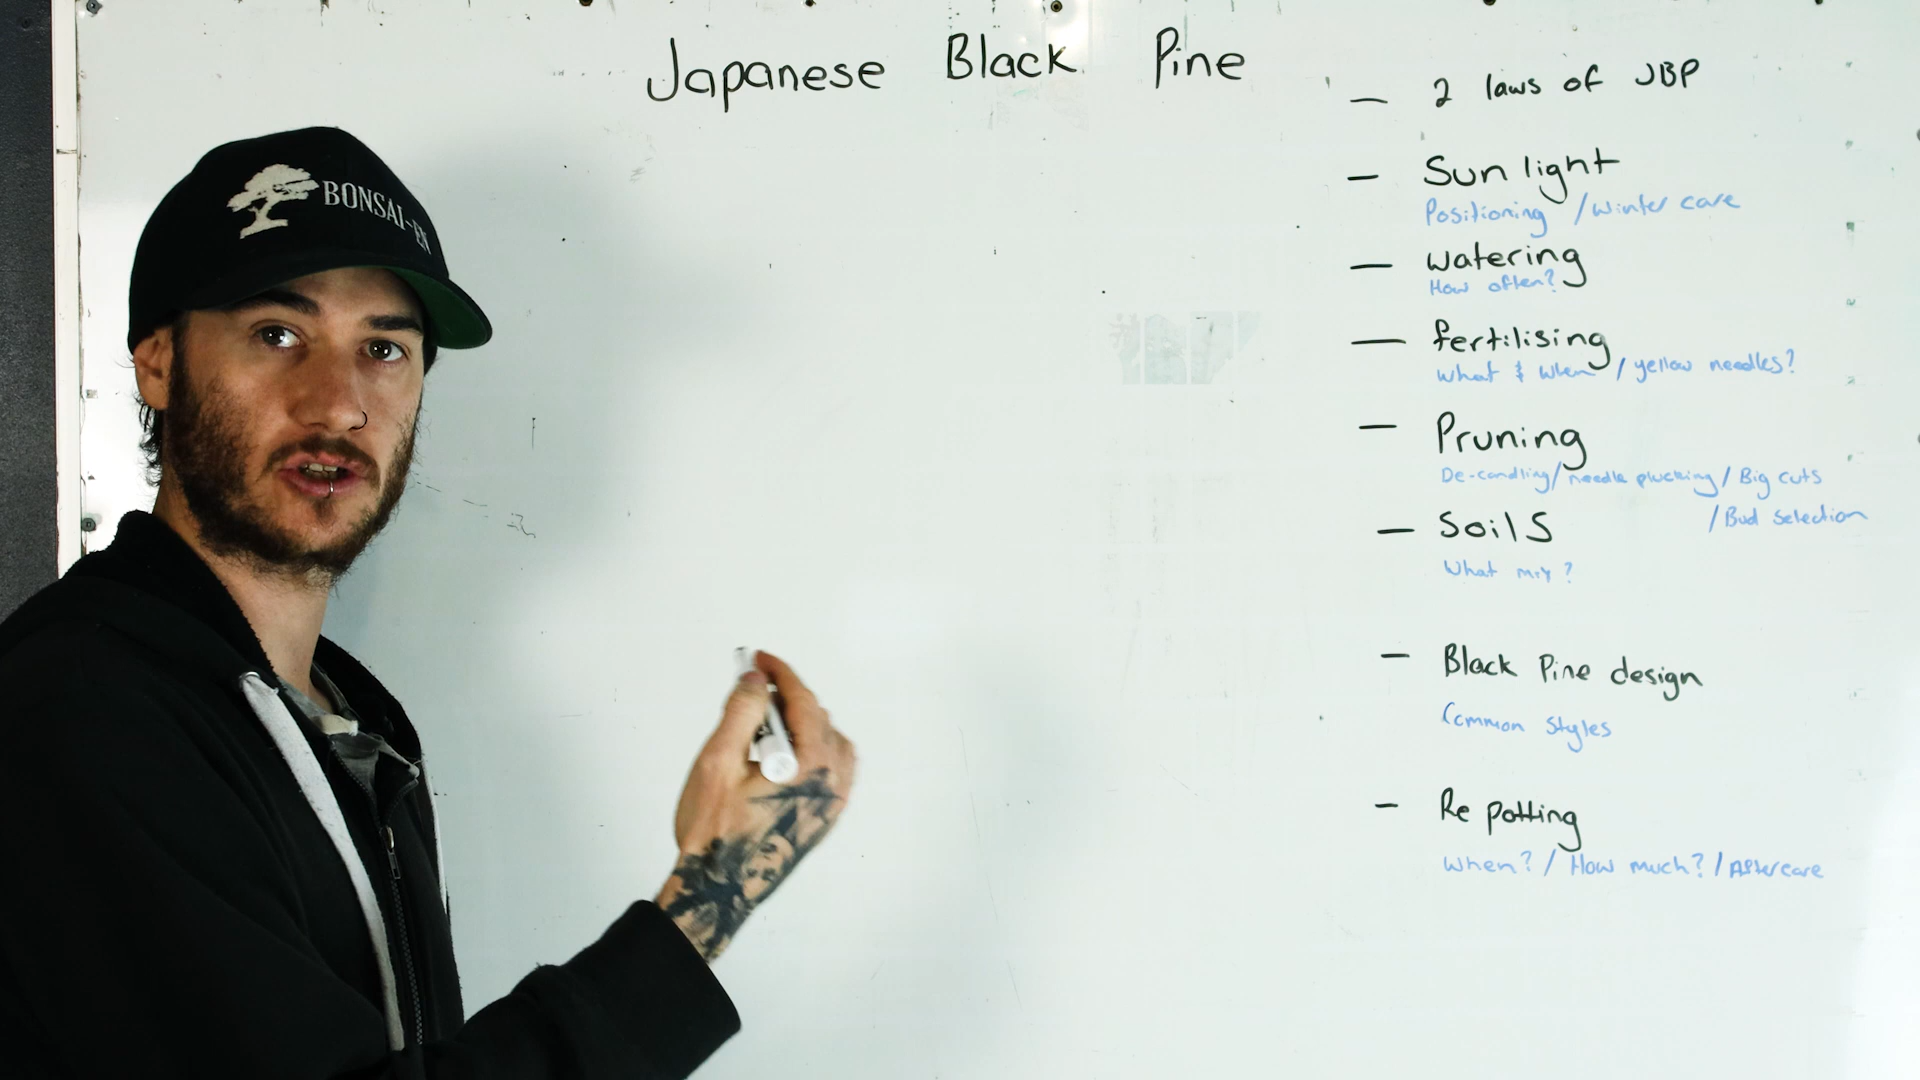 BONSAI-EN
Japanese Black Pine
— 2 laws of JBP
— Sun light
Positioning / Winter care
— watering
How often?
— fertilising
What & When / yellow needles?
— Pruning
De-candling / needle plucking / Big cuts
/ Bud Selection
— Soils
What mix?
— Black Pine design
Common Styles
— Re potting
When? / How much? / Aftercare